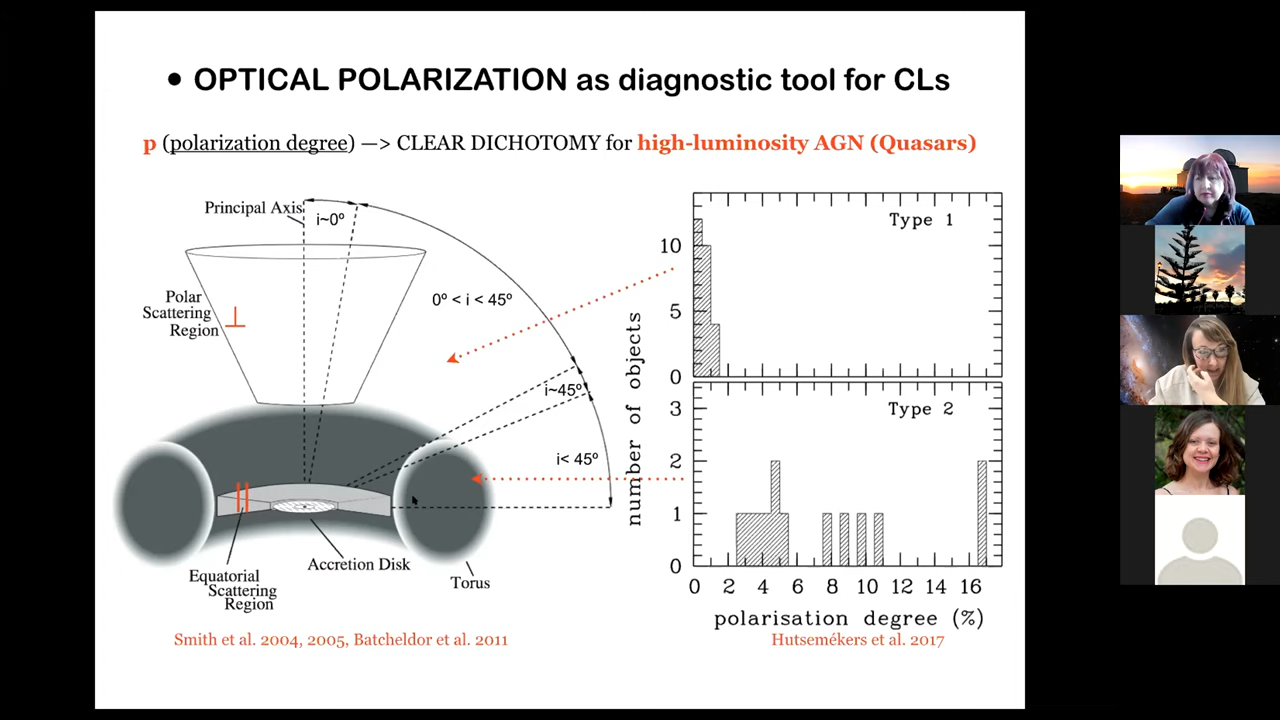 • OPTICAL POLARIZATION as diagnostic tool for CLs
p (polarization degree) —> CLEAR DICHOTOMY for high-luminosity AGN (Quasars)
Principal Axis
i~0º
Polar
Scattering
Region
⊥
0º < i < 45º
i~45º
i< 45º
Equatorial
Scattering
Region
Accretion Disk
Torus
Smith et al. 2004, 2005, Batcheldor et al. 2011
number of objects
Type 1
10
5
0
Type 2
3
2
1
0
0 2 4 6 8 10 12 14 16
polarisation degree (%)
Hutsemékers et al. 2017